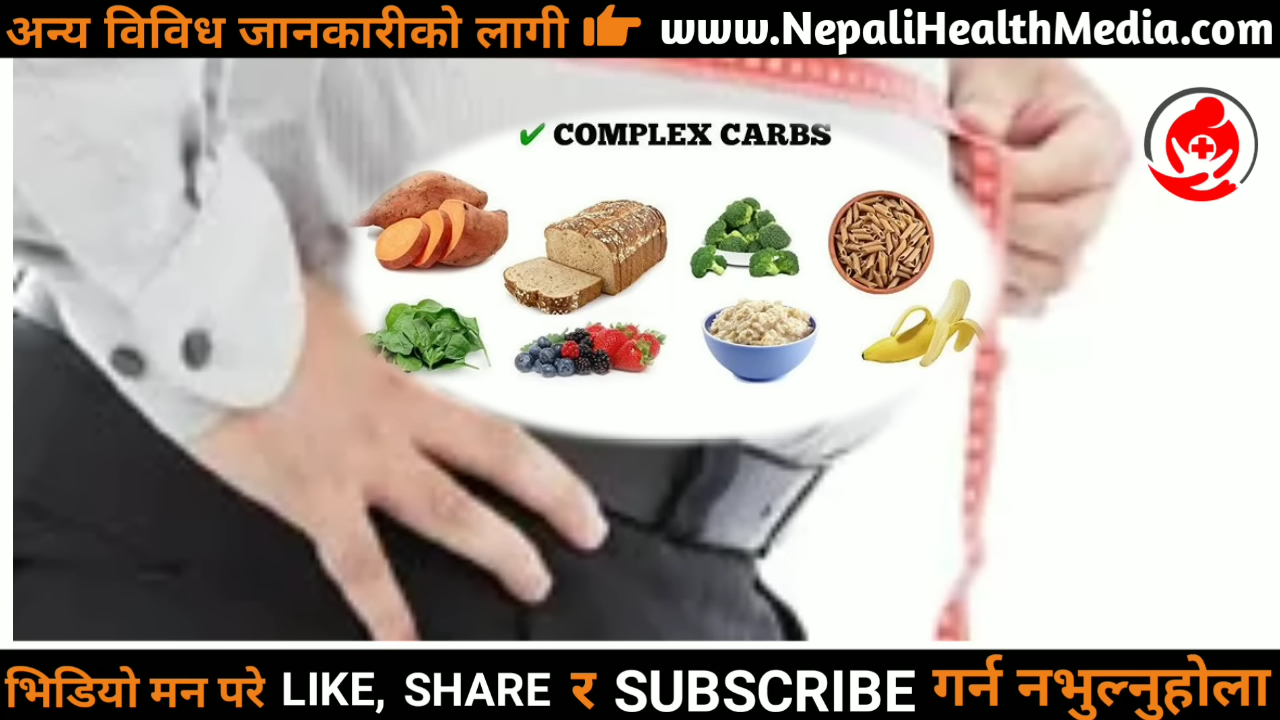 अन्य विविध जानकारीको लागी www.NepaliHealthMedia.com
✔ COMPLEX CARBS
भिडियो मन परे LIKE, SHARE र SUBSCRIBE गर्न नभुल्नुहोला